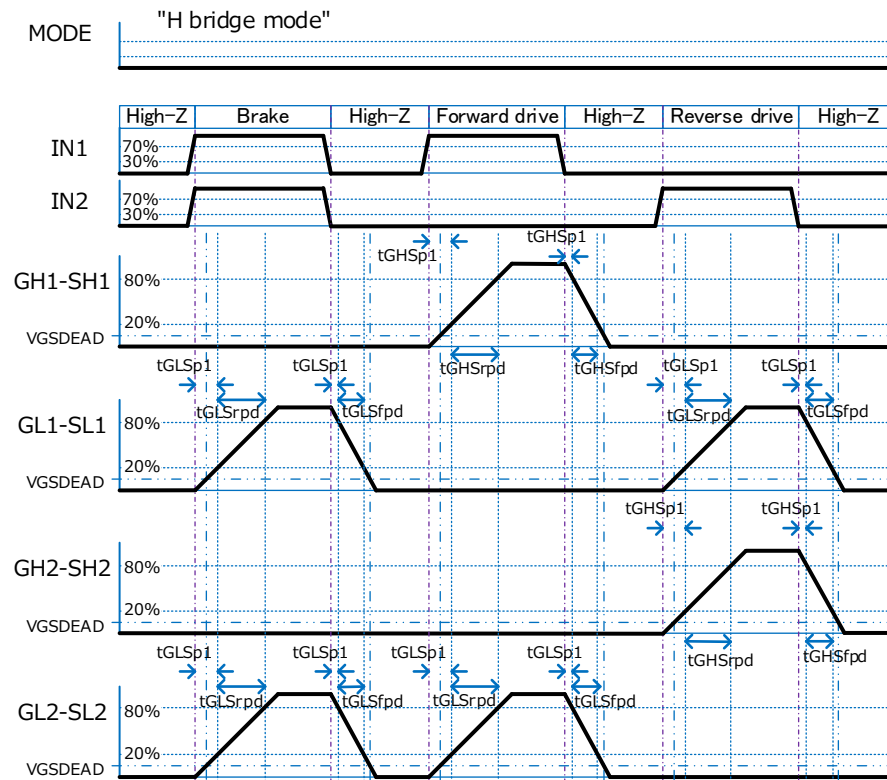 "H bridge mode"
MODE
High-Z Brake High-Z Forward drive High-Z Reverse drive High-Z
IN1
70%
30%
IN2
70%
30%
tGHSp1 tGHSp1
GH1-SH1
80%
20%
VGSDEAD
tGHSrpd tGHSfpd
tGLSp1 tGLSp1 tGLSp1 tGLSp1
tGLSrpd tGLSfpd tGLSrpd tGLSfpd
GL1-SL1
80%
20%
VGSDEAD
tGHSp1 tGHSp1
GH2-SH2
80%
20%
VGSDEAD
tGHSrpd tGHSfpd
tGLSp1 tGLSp1 tGLSp1 tGLSp1
tGLSrpd tGLSfpd tGLSrpd tGLSfpd
GL2-SL2
80%
20%
VGSDEAD